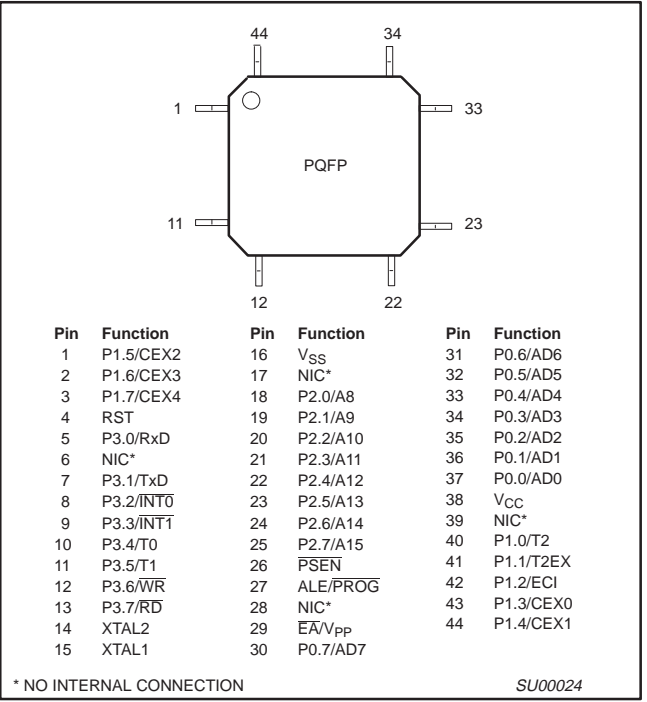 44 34
1 33
PQFP
11 23
12 22
Pin Function Pin Function Pin Function
1 P1.5/CEX2 16 VSS 31 P0.6/AD6
2 P1.6/CEX3 17 NIC* 32 P0.5/AD5
3 P1.7/CEX4 18 P2.0/A8 33 P0.4/AD4
4 RST 19 P2.1/A9 34 P0.3/AD3
5 P3.0/RxD 20 P2.2/A10 35 P0.2/AD2
6 NIC* 21 P2.3/A11 36 P0.1/AD1
7 P3.1/TxD 22 P2.4/A12 37 P0.0/AD0
8 P3.2/I̅N̅T̅0̅ 23 P2.5/A13 38 VCC
9 P3.3/I̅N̅T̅1̅ 24 P2.6/A14 39 NIC*
10 P3.4/T0 25 P2.7/A15 40 P1.0/T2
11 P3.5/T1 26 P̅S̅E̅N̅ 41 P1.1/T2EX
12 P3.6/W̅R̅ 27 ALE/P̅R̅O̅G̅ 42 P1.2/ECI
13 P3.7/R̅D̅ 28 NIC* 43 P1.3/CEX0
14 XTAL2 29 E̅A̅/VPP 44 P1.4/CEX1
15 XTAL1 30 P0.7/AD7
* NO INTERNAL CONNECTION SU00024